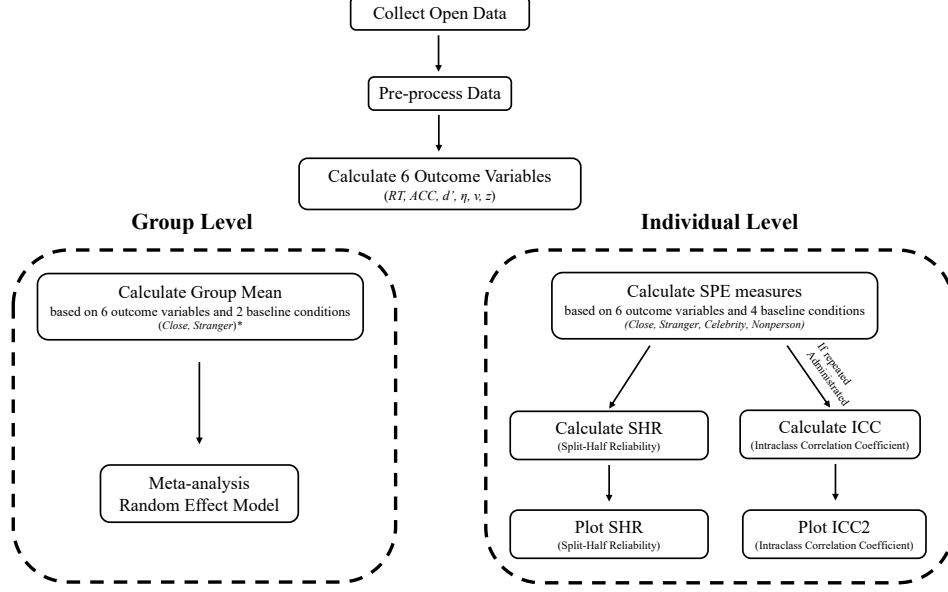 Collect Open Data
Pre-process Data
Calculate 6 Outcome Variables
(RT, ACC, d’, η, v, z)
Group Level
Calculate Group Mean
based on 6 outcome variables and 2 baseline conditions
(Close, Stranger)*
Meta-analysis
Random Effect Model
Individual Level
Calculate SPE measures
based on 6 outcome variables and 4 baseline conditions
(Close, Stranger, Celebrity, Nonperson)
If repeated
Administrated
Calculate SHR
(Split-Half Reliability)
Calculate ICC
(Intraclass Correlation Coefficient)
Plot SHR
(Split-Half Reliability)
Plot ICC2
(Intraclass Correlation Coefficient)